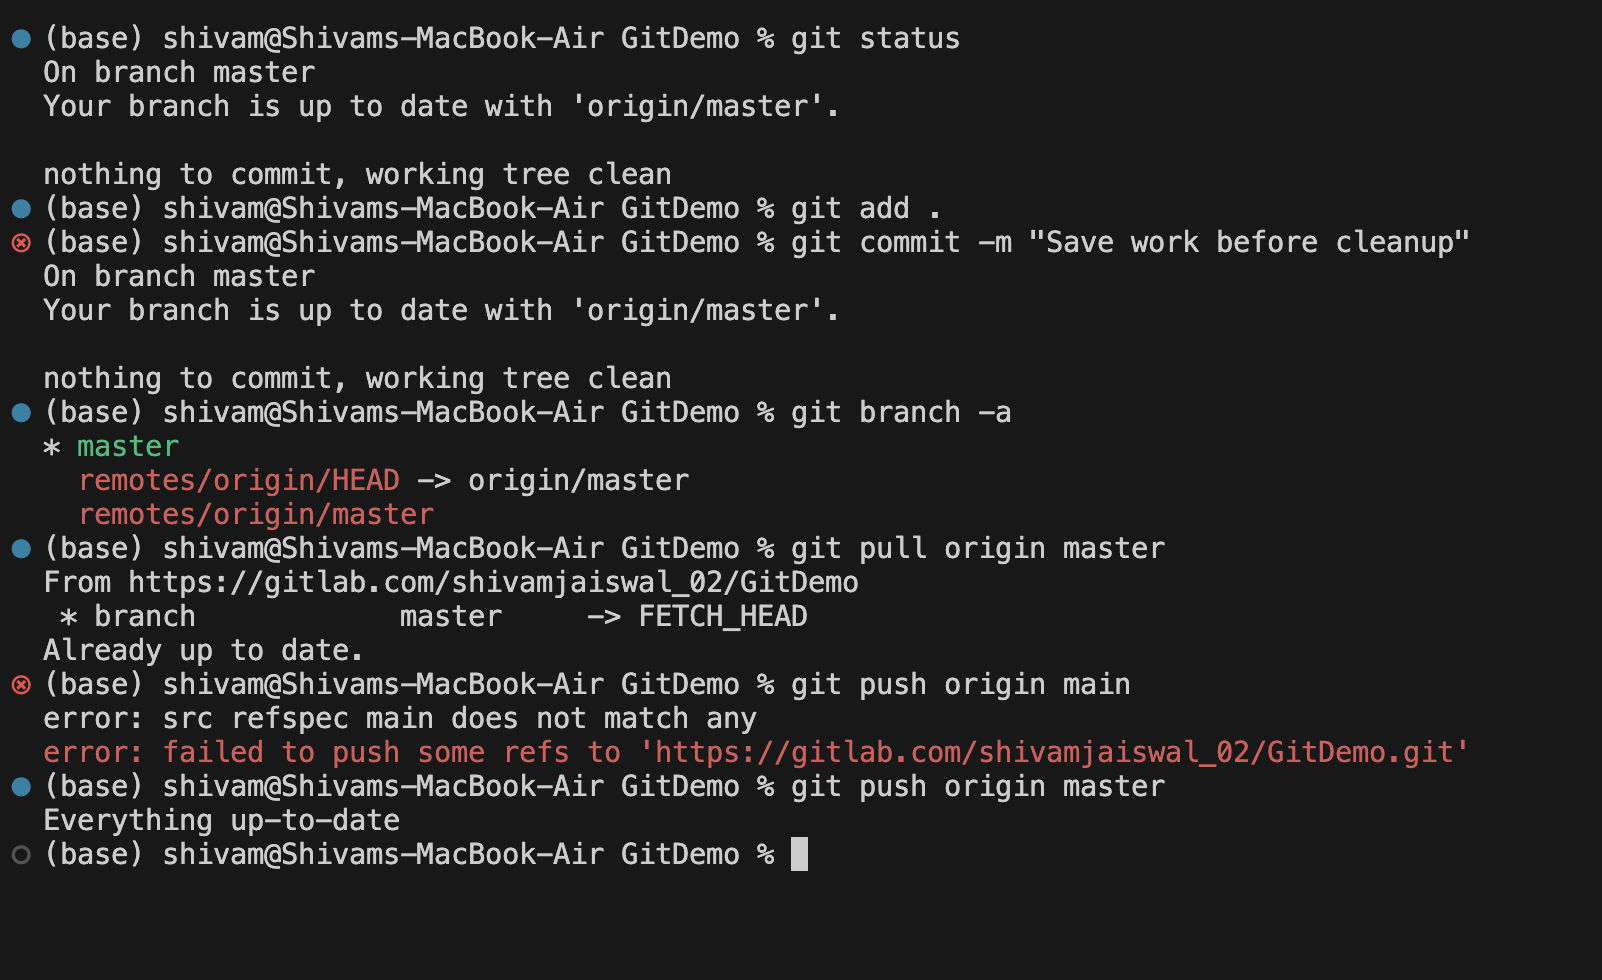 (base) shivam@Shivams-MacBook-Air GitDemo % git status
On branch master
Your branch is up to date with 'origin/master'.
nothing to commit, working tree clean
(base) shivam@Shivams-MacBook-Air GitDemo % git add .
(base) shivam@Shivams-MacBook-Air GitDemo % git commit -m "Save work before cleanup"
On branch master
Your branch is up to date with 'origin/master'.
nothing to commit, working tree clean
(base) shivam@Shivams-MacBook-Air GitDemo % git branch -a
* master
remotes/origin/HEAD -> origin/master
remotes/origin/master
(base) shivam@Shivams-MacBook-Air GitDemo % git pull origin master
From https://gitlab.com/shivamjaiswal_02/GitDemo
* branch            master     -> FETCH_HEAD
Already up to date.
(base) shivam@Shivams-MacBook-Air GitDemo % git push origin main
error: src refspec main does not match any
error: failed to push some refs to 'https://gitlab.com/shivamjaiswal_02/GitDemo.git'
(base) shivam@Shivams-MacBook-Air GitDemo % git push origin master
Everything up-to-date
(base) shivam@Shivams-MacBook-Air GitDemo %